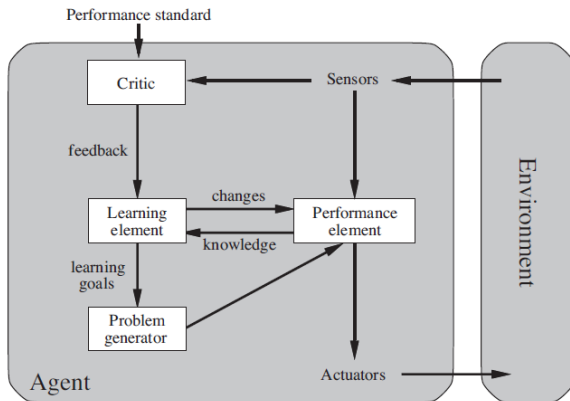 Performance standard
Critic
Sensors
feedback
changes
Learning
element
Performance
element
knowledge
learning
goals
Problem
generator
Agent
Actuators
Environment